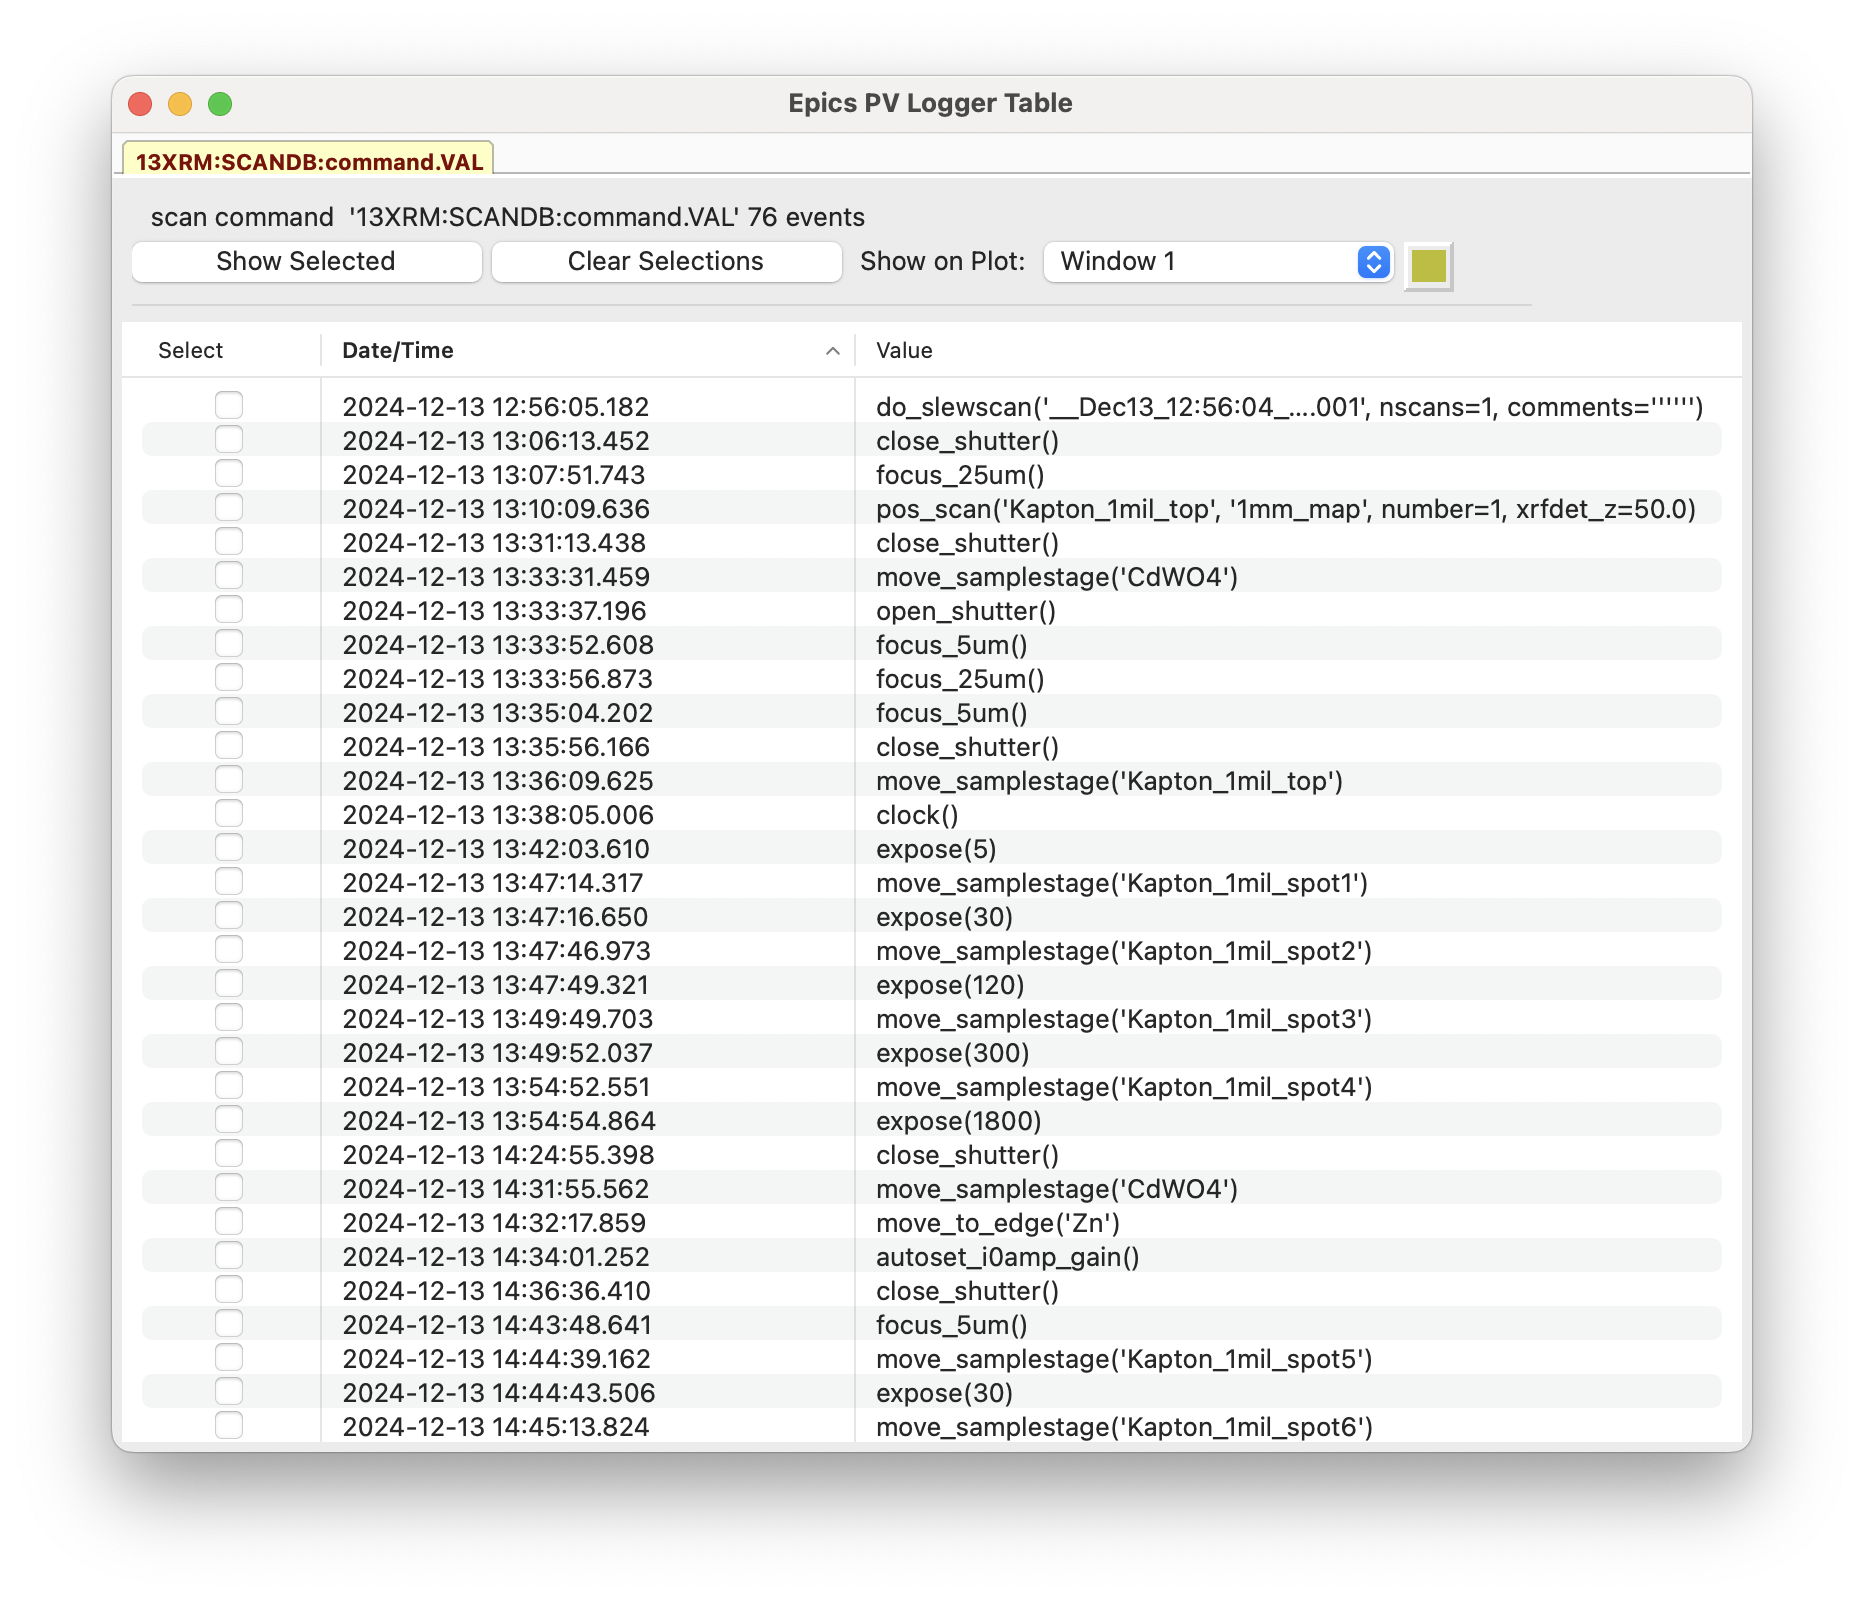 Epics PV Logger Table
13XRM:SCANDB:command.VAL
scan command '13XRM:SCANDB:command.VAL' 76 events
Show Selected Clear Selections Show on Plot: Window 1
Select Date/Time Value
2024-12-13 12:56:05.182 do_slewscan('__Dec13_12:56:04_....001', nscans=1, comments='''''')
2024-12-13 13:06:13.452 close_shutter()
2024-12-13 13:07:51.743 focus_25um()
2024-12-13 13:10:09.636 pos_scan('Kapton_1mil_top', '1mm_map', number=1, xrfdet_z=50.0)
2024-12-13 13:31:13.438 close_shutter()
2024-12-13 13:33:31.459 move_samplestage('CdWO4')
2024-12-13 13:33:37.196 open_shutter()
2024-12-13 13:33:52.608 focus_5um()
2024-12-13 13:33:56.873 focus_25um()
2024-12-13 13:35:04.202 focus_5um()
2024-12-13 13:35:56.166 close_shutter()
2024-12-13 13:36:09.625 move_samplestage('Kapton_1mil_top')
2024-12-13 13:38:05.006 clock()
2024-12-13 13:42:03.610 expose(5)
2024-12-13 13:47:14.317 move_samplestage('Kapton_1mil_spot1')
2024-12-13 13:47:16.650 expose(30)
2024-12-13 13:47:46.973 move_samplestage('Kapton_1mil_spot2')
2024-12-13 13:47:49.321 expose(120)
2024-12-13 13:49:49.703 move_samplestage('Kapton_1mil_spot3')
2024-12-13 13:49:52.037 expose(300)
2024-12-13 13:54:52.551 move_samplestage('Kapton_1mil_spot4')
2024-12-13 13:54:54.864 expose(1800)
2024-12-13 14:24:55.398 close_shutter()
2024-12-13 14:31:55.562 move_samplestage('CdWO4')
2024-12-13 14:32:17.859 move_to_edge('Zn')
2024-12-13 14:34:01.252 autoset_i0amp_gain()
2024-12-13 14:36:36.410 close_shutter()
2024-12-13 14:43:48.641 focus_5um()
2024-12-13 14:44:39.162 move_samplestage('Kapton_1mil_spot5')
2024-12-13 14:44:43.506 expose(30)
2024-12-13 14:45:13.824 move_samplestage('Kapton_1mil_spot6')